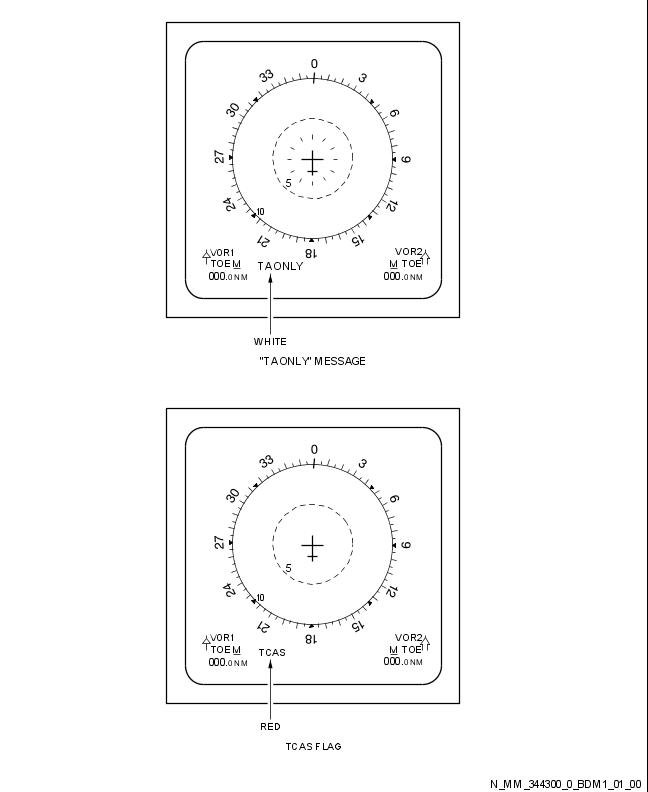 0
33 3
30 6
27 9
5
24 12
10
21 15
18
VOR1 VOR2
TOE M TA ONLY M TOE
000.0NM 000.0NM
WHITE
"TA ONLY" MESSAGE
0
33 3
30 6
27 9
5
24 12
10
21 15
18
VOR1 VOR2
TOE M TCAS M TOE
000.0NM 000.0NM
RED
TCAS FLAG
N_MM_344300_0_BDM1_01_00